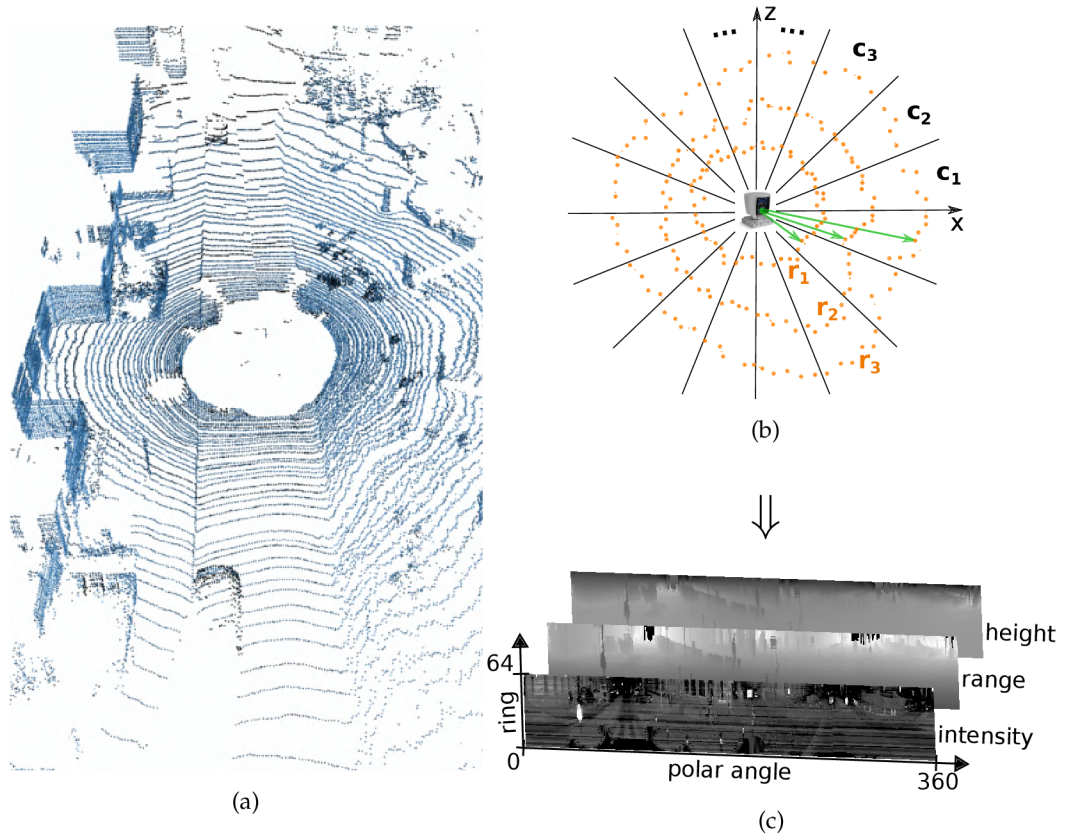 (a)
z
... ...
c3
c2
c1
x
r1
r2
r3
(b)
⇓
height
range
intensity
64
ring
0
polar angle
360
(c)